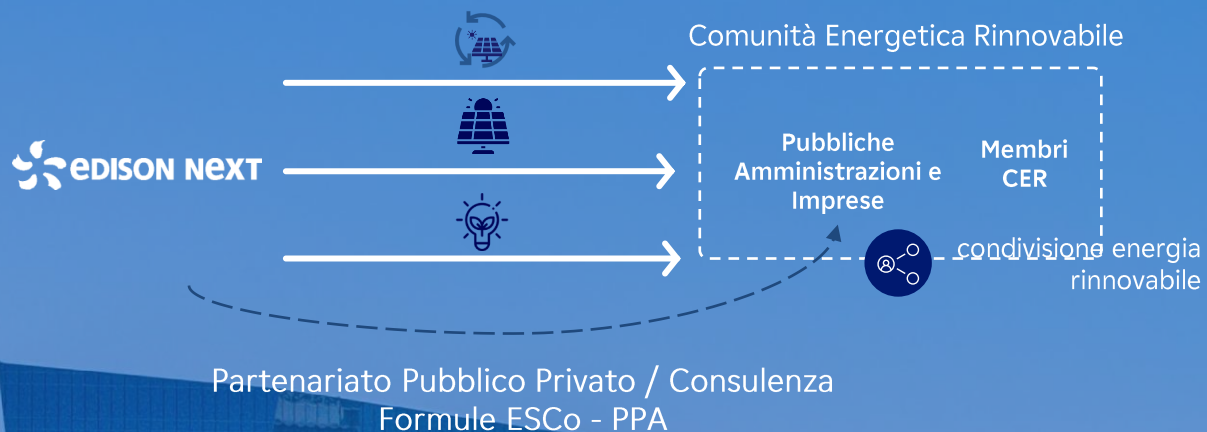 Comunità Energetica Rinnovabile
EDISON NEXT
Pubbliche
Amministrazioni e
Imprese
Membri
CER
condivisione energia
rinnovabile
Partenariato Pubblico Privato / Consulenza
Formule ESCo - PPA